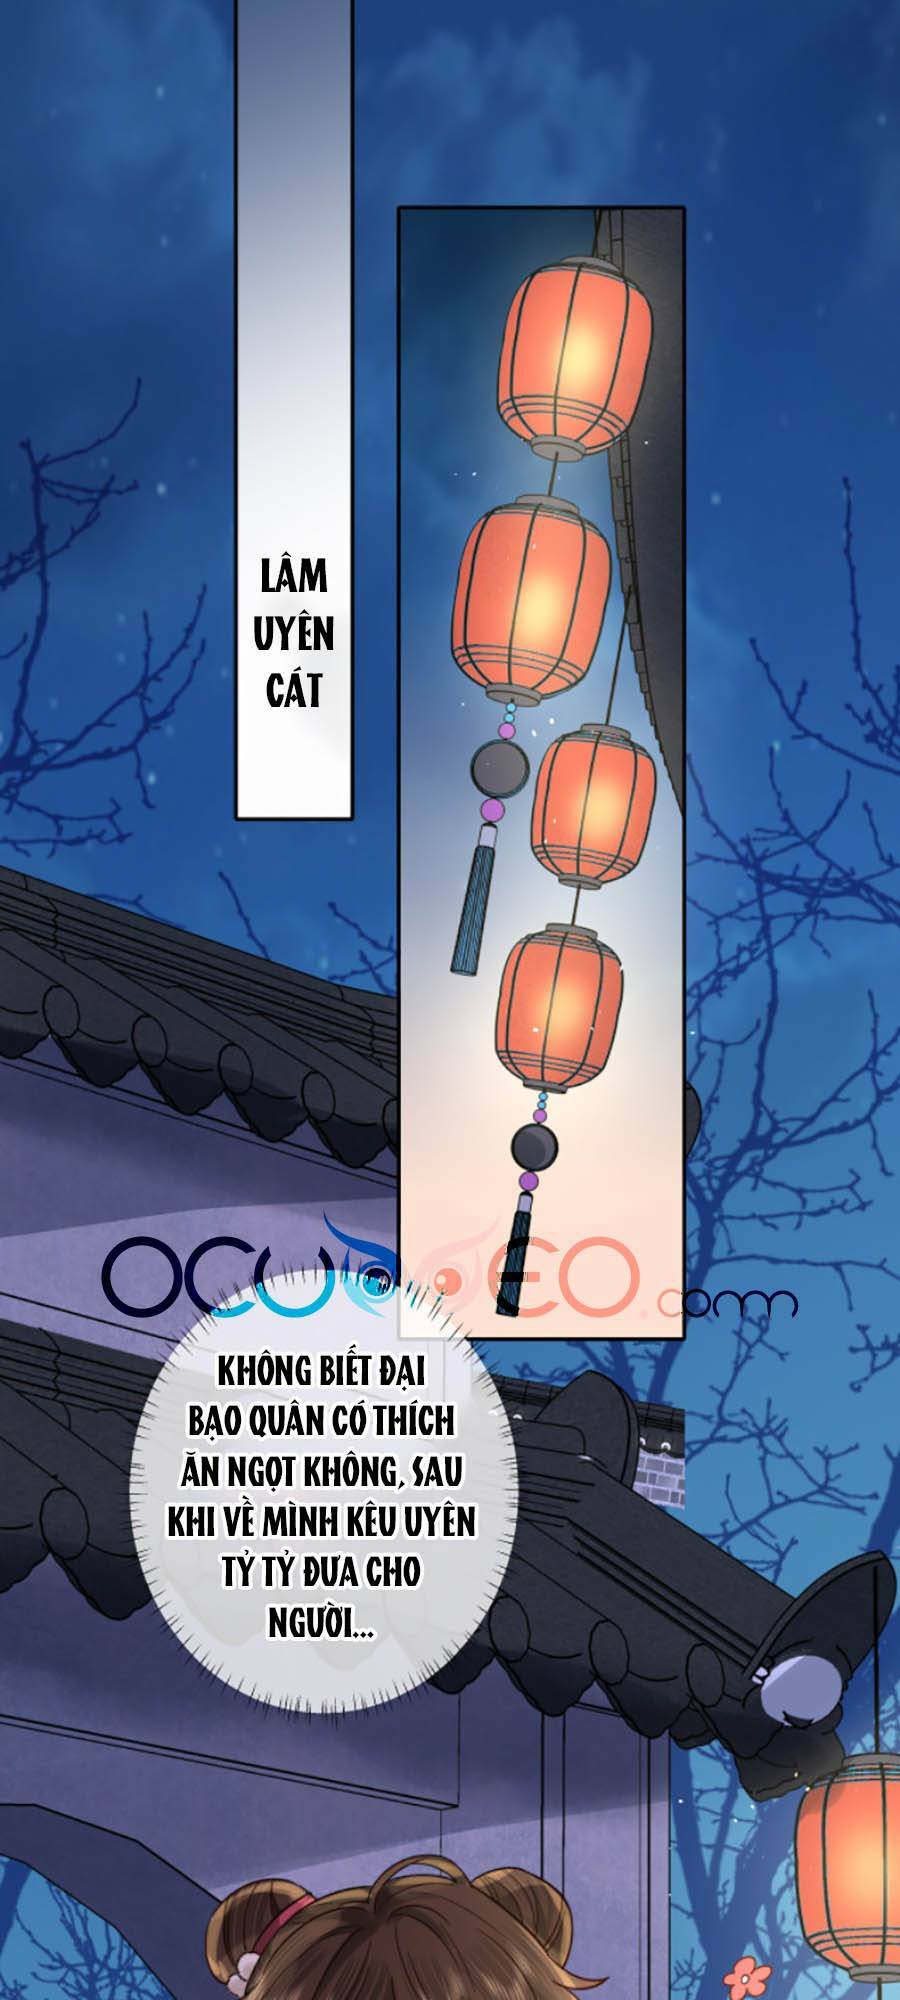 LÂM
UYÊN
CÁT
OCUMEO.comm
KHÔNG BIẾT ĐẠI
BẠO QUÂN CÓ THÍCH
ĂN NGỌT KHÔNG, SAU
KHI VỀ MÌNH KÊU UYÊN
TỶ TỶ ĐƯA CHO
NGƯỜI...